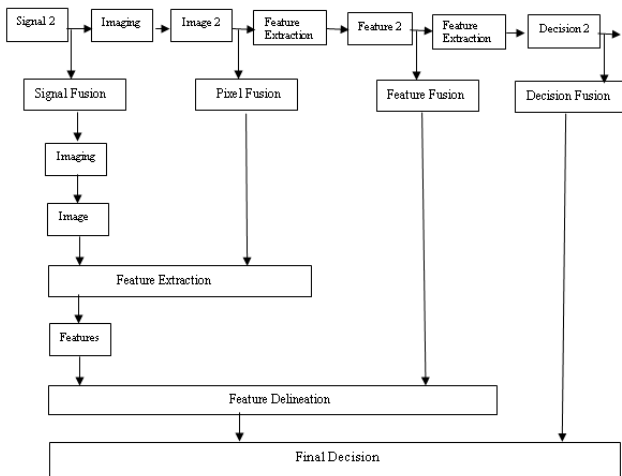 Signal 2
Imaging
Image 2
Feature
Extraction
Feature 2
Feature
Extraction
Decision 2
Signal Fusion
Pixel Fusion
Feature Fusion
Decision Fusion
Imaging
Image
Feature Extraction
Features
Feature Delineation
Final Decision